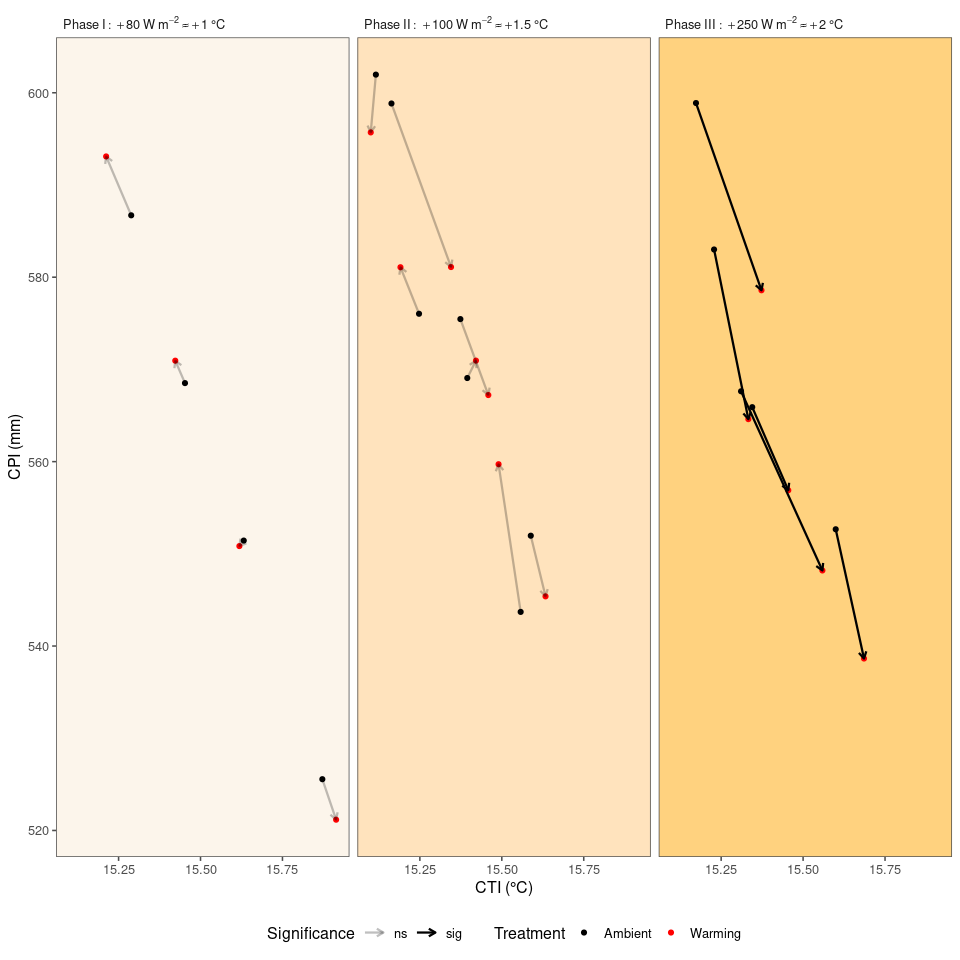 Phase I : +80 W m⁻² ≈ +1 °C
Phase II : +100 W m⁻² ≈ +1.5 °C
Phase III : +250 W m⁻² ≈ +2 °C
CPI (mm)
600
580
560
540
520
15.25 15.50 15.75
15.25 15.50 15.75
15.25 15.50 15.75
CTI (°C)
Significance ns sig Treatment Ambient Warming